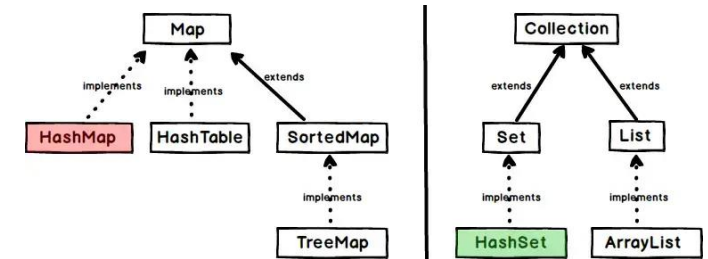 Map
implements
implements
extends
HashMap
HashTable
SortedMap
implements
TreeMap
Collection
extends
extends
Set
List
implements
implements
HashSet
ArrayList